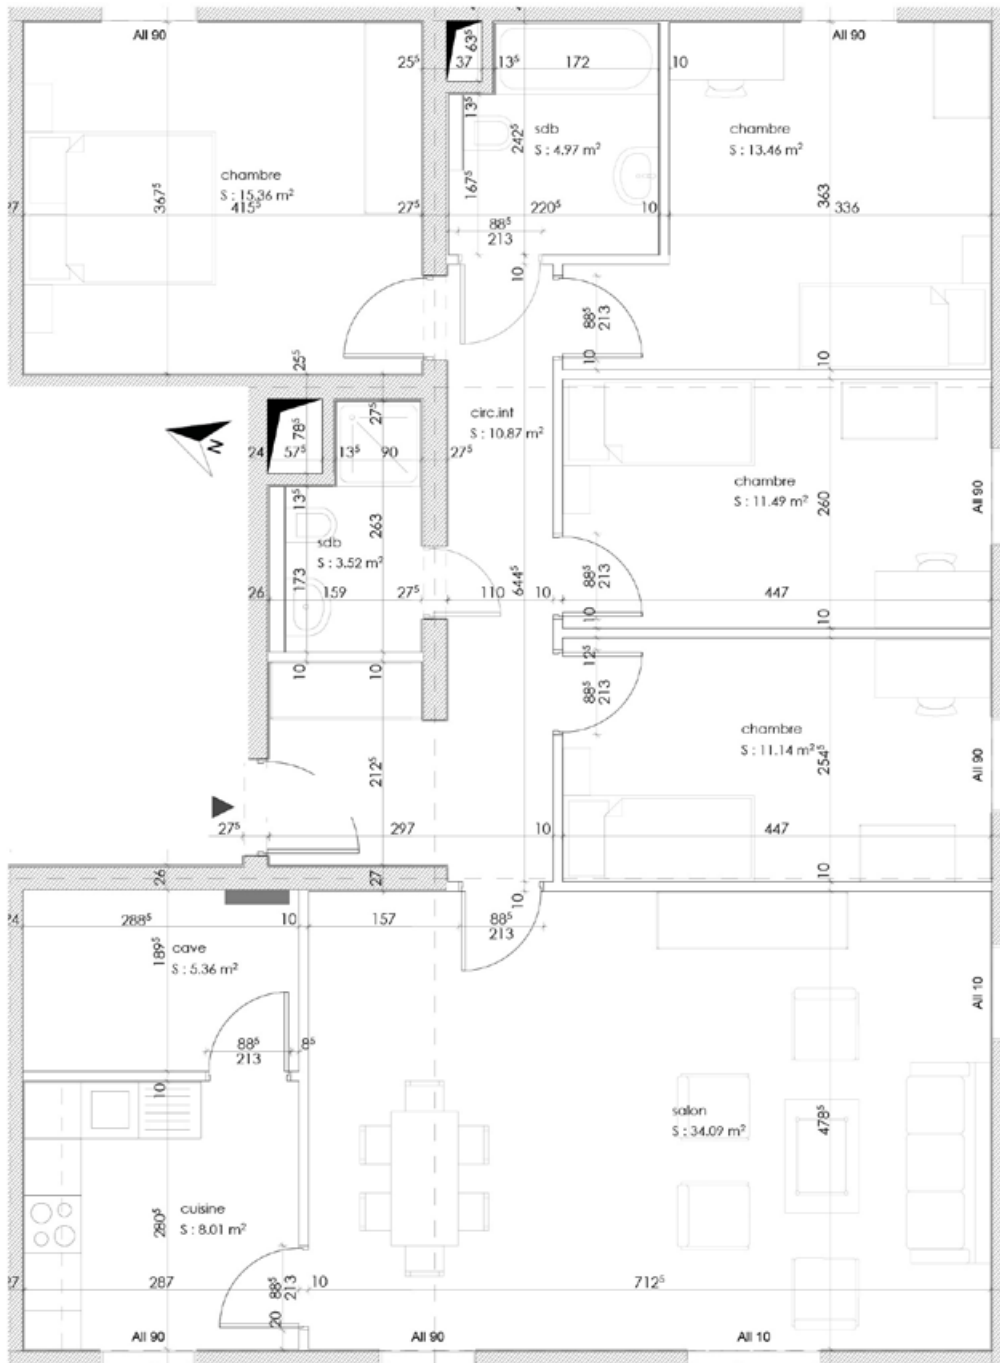 All 90
All 90
63⁵
25⁵
37
13⁵
172
10
13⁵
242⁵
sdb
S : 4.97 m²
chambre
S : 13.46 m²
chambre
S : 15.36 m²
367⁵
415⁵
167⁵
363
27
27⁵
220⁵
10
336
88⁵
213
10
88⁵
213
10
25⁵
10
78⁵
27⁵
circ.int
S : 10.87 m²
24
57⁵
13⁵
90
27⁵
chambre
S : 11.49 m²
13⁵
263
260
All 90
sdb
S : 3.52 m²
173
644⁵
88⁵
213
26
159
27⁵
110
10
447
10
10
10
10
12⁵
88⁵
213
chambre
S : 11.14 m²
254⁵
All 90
212⁵
27⁵
297
10
447
26
27
10
10
24
288⁵
10
157
88⁵
213
189⁵
cave
S : 5.36 m²
All 10
88⁵
213
8⁵
10
salon
S : 34.09 m²
478⁵
cuisine
S : 8.01 m²
280⁵
27
287
88⁵
213
10
712⁵
20
All 90
All 90
All 10
N